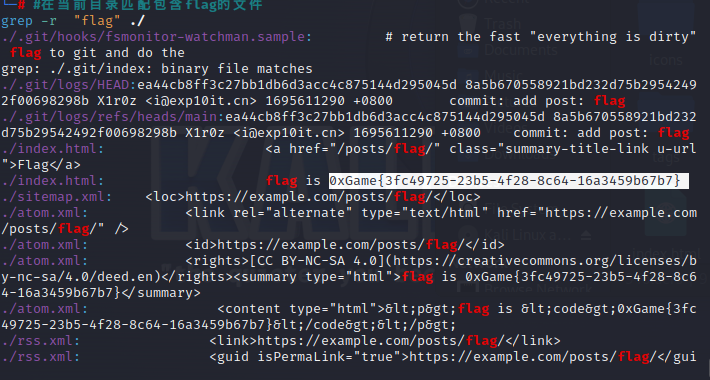 └─# #在当前目录匹配包含flag的文件
grep -r  "flag" ./
./.git/hooks/fsmonitor-watchman.sample:         # return the fast "everything is dirty"
 flag to git and do the
grep: ./.git/index: binary file matches
./.git/logs/HEAD:ea44cb8ff3c27bb1db6d3acc4c875144d295045d 8a5b670558921bd232d75b2954249
2f00698298b X1r0z <i@exp10it.cn> 1695611290 +0800       commit: add post: flag
./.git/logs/refs/heads/main:ea44cb8ff3c27bb1db6d3acc4c875144d295045d 8a5b670558921bd232
d75b29542492f00698298b X1r0z <i@exp10it.cn> 1695611290 +0800    commit: add post: flag
./index.html:                    <a href="/posts/flag/" class="summary-title-link u-url
">Flag</a>
./index.html:                    flag is 0xGame{3fc49725-23b5-4f28-8c64-16a3459b67b7}
./sitemap.xml:    <loc>https://example.com/posts/flag/</loc>
./atom.xml:            <link rel="alternate" type="text/html" href="https://example.com
/posts/flag/" />
./atom.xml:            <id>https://example.com/posts/flag/</id>
./atom.xml:            <rights>[CC BY-NC-SA 4.0](https://creativecommons.org/licenses/b
y-nc-sa/4.0/deed.en)</rights><summary type="html">flag is 0xGame{3fc49725-23b5-4f28-8c6
4-16a3459b67b7}</summary>
./atom.xml:            <content type="html">&lt;p&gt;flag is &lt;code&gt;0xGame{3fc
49725-23b5-4f28-8c64-16a3459b67b7}&lt;/code&gt;&lt;/p&gt;
./rss.xml:            <link>https://example.com/posts/flag/</link>
./rss.xml:            <guid isPermaLink="true">https://example.com/posts/flag/</gui